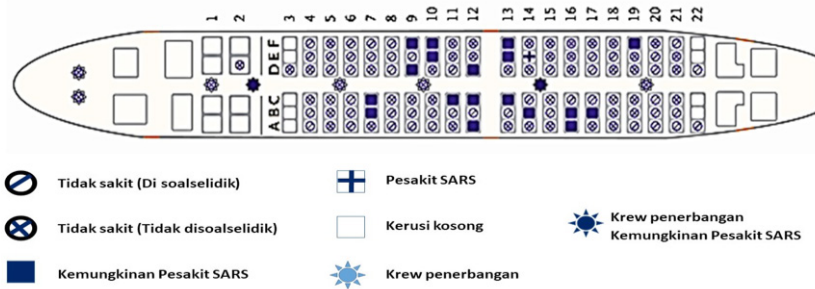 1 2 3 4 5 6 7 8 9 10 11 12 13 14 15 16 17 18 19 20 21 22
DEF
ABC
Tidak sakit (Di soalselidik)
Pesakit SARS
Tidak sakit (Tidak disoalselidik)
Kerusi kosong
Krew penerbangan
Kemungkinan Pesakit SARS
Kemungkinan Pesakit SARS
Krew penerbangan